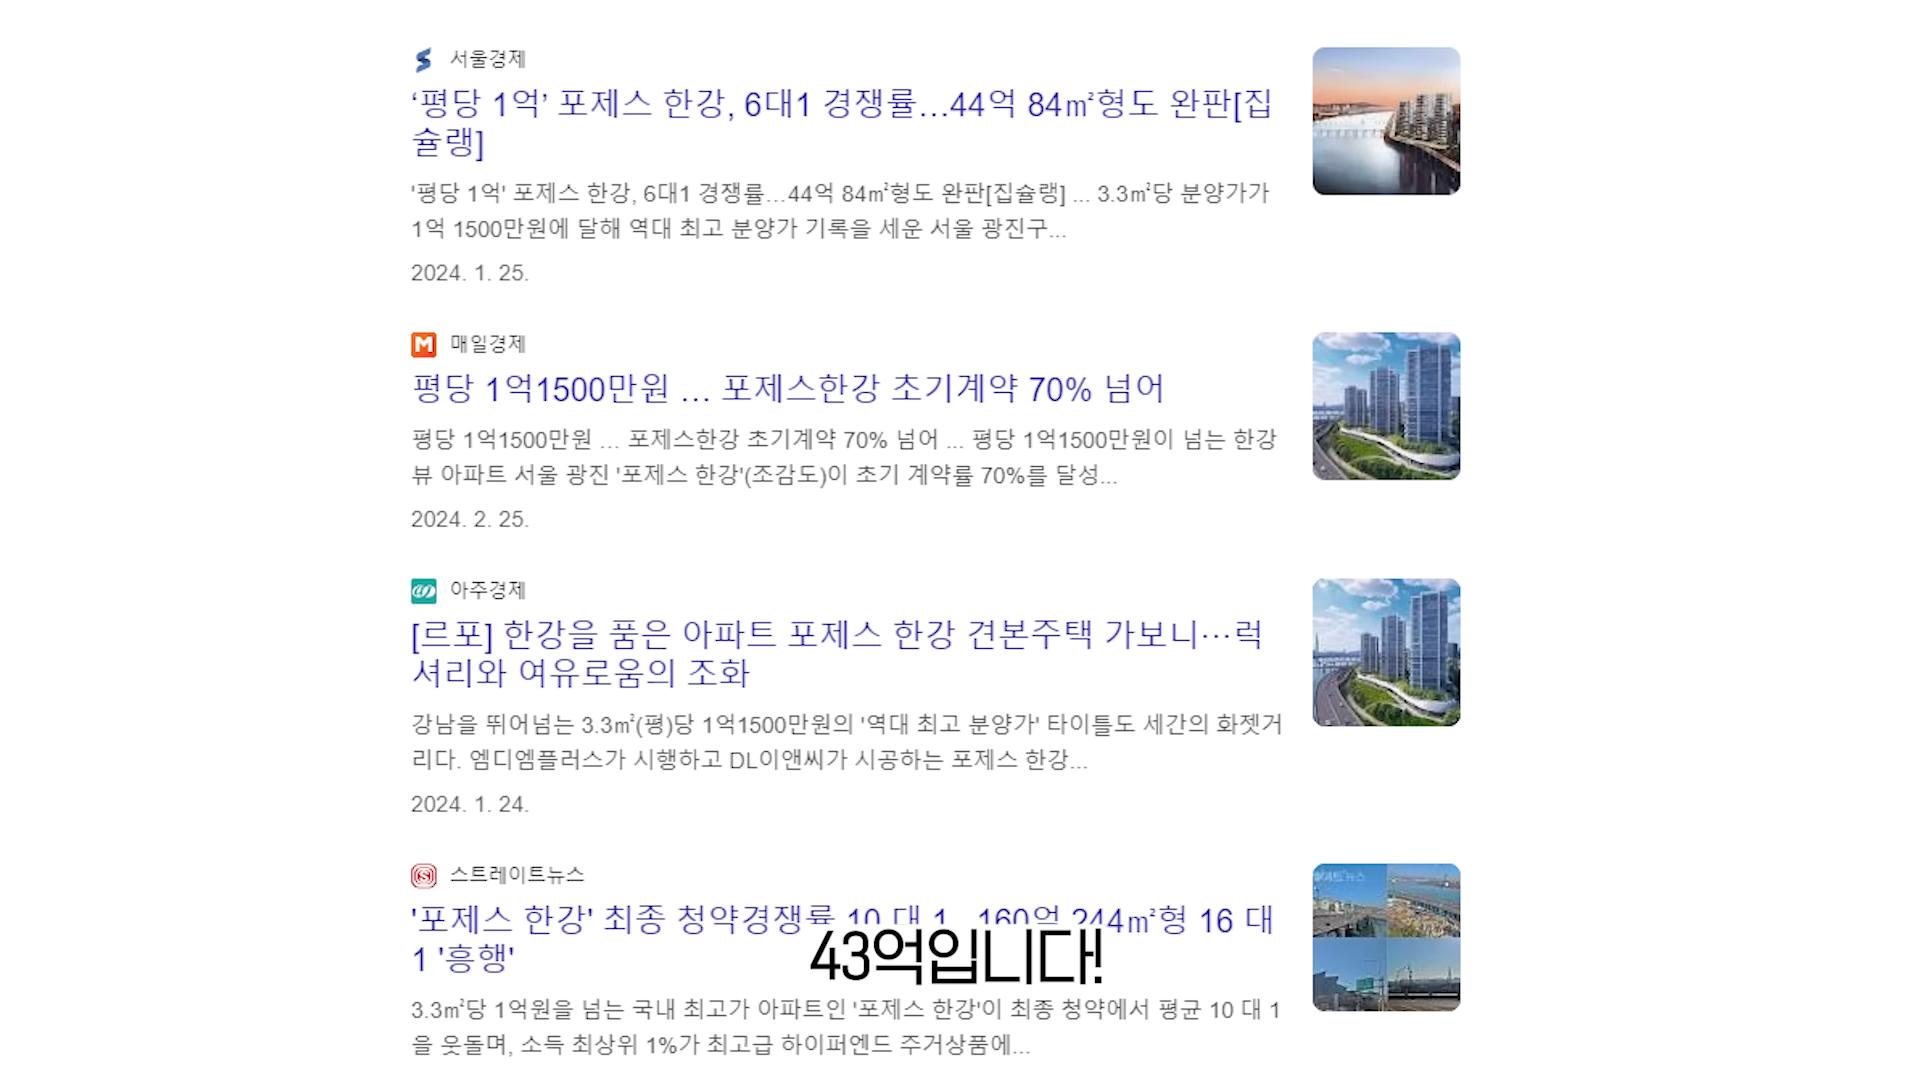 서울경제
‘평당 1억’ 포제스 한강, 6대1 경쟁률…44억 84㎡형도 완판[집
슐랭]
'평당 1억' 포제스 한강, 6대1 경쟁률…44억 84㎡형도 완판[집슐랭] ... 3.3㎡당 분양가가
1억 1500만원에 달해 역대 최고 분양가 기록을 세운 서울 광진구...
2024. 1. 25.
매일경제
평당 1억1500만원 … 포제스한강 초기계약 70% 넘어
평당 1억1500만원 … 포제스한강 초기계약 70% 넘어 ... 평당 1억1500만원이 넘는 한강
뷰 아파트 서울 광진 '포제스 한강'(조감도)이 초기 계약률 70%를 달성...
2024. 2. 25.
아주경제
[르포] 한강을 품은 아파트 포제스 한강 견본주택 가보니…럭
셔리와 여유로움의 조화
강남을 뛰어넘는 3.3㎡(평)당 1억1500만원의 '역대 최고 분양가' 타이틀도 세간의 화젯거
리다. 엠디엠플러스가 시행하고 DL이앤씨가 시공하는 포제스 한강...
2024. 1. 24.
스트레이트뉴스
'포제스 한강' 최종 청약경쟁률 10 대 1...160억 244㎡형 16 대
1 '흥행'
43억입니다!
3.3㎡당 1억원을 넘는 국내 최고가 아파트인 '포제스 한강'이 최종 청약에서 평균 10 대 1
을 웃돌며, 소득 최상위 1%가 최고급 하이퍼엔드 주거상품에...